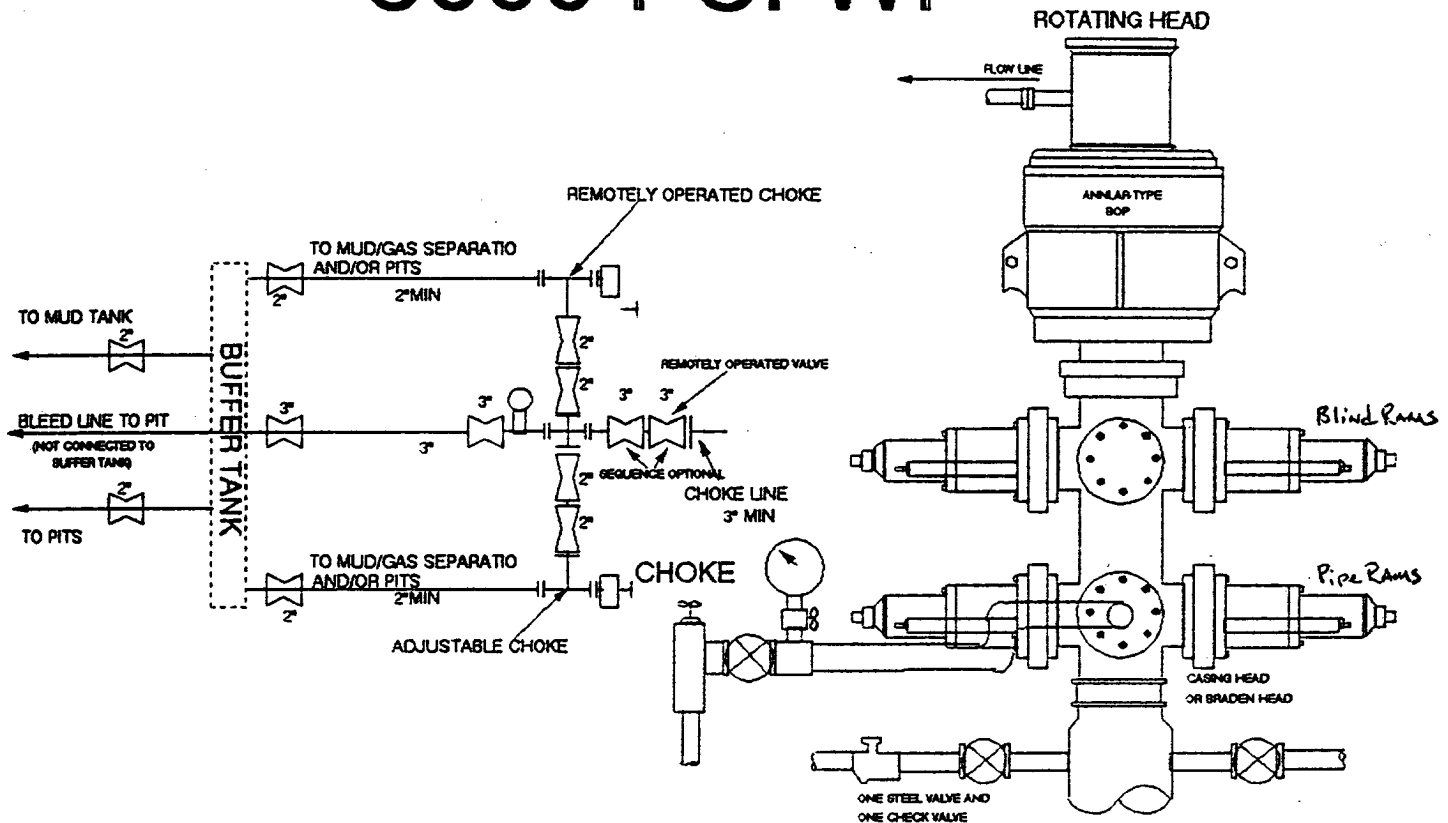 ROTATING HEAD
FLOW LINE
ANNLAR-TYPE
BOP
REMOTELY OPERATED CHOKE
TO MUD/GAS SEPARATIO
AND/OR PITS
2" MIN
2"
TO MUD TANK
2"
2"
REMOTELY OPERATED VALVE
2"
3"
3"
BUFFER TANK
BLEED LINE TO PIT
(NOT CONNECTED TO
BUFFER TANK)
3"
3"
3"
Blind Rams
SEQUENCE OPTIONAL
2"
CHOKE LINE
3" MIN
2"
TO PITS
2"
TO MUD/GAS SEPARATIO
AND/OR PITS
2" MIN
2"
CHOKE
Pipe RAMS
ADJUSTABLE CHOKE
CASING HEAD
OR BRADEN HEAD
ONE STEEL VALVE AND
ONE CHECK VALVE